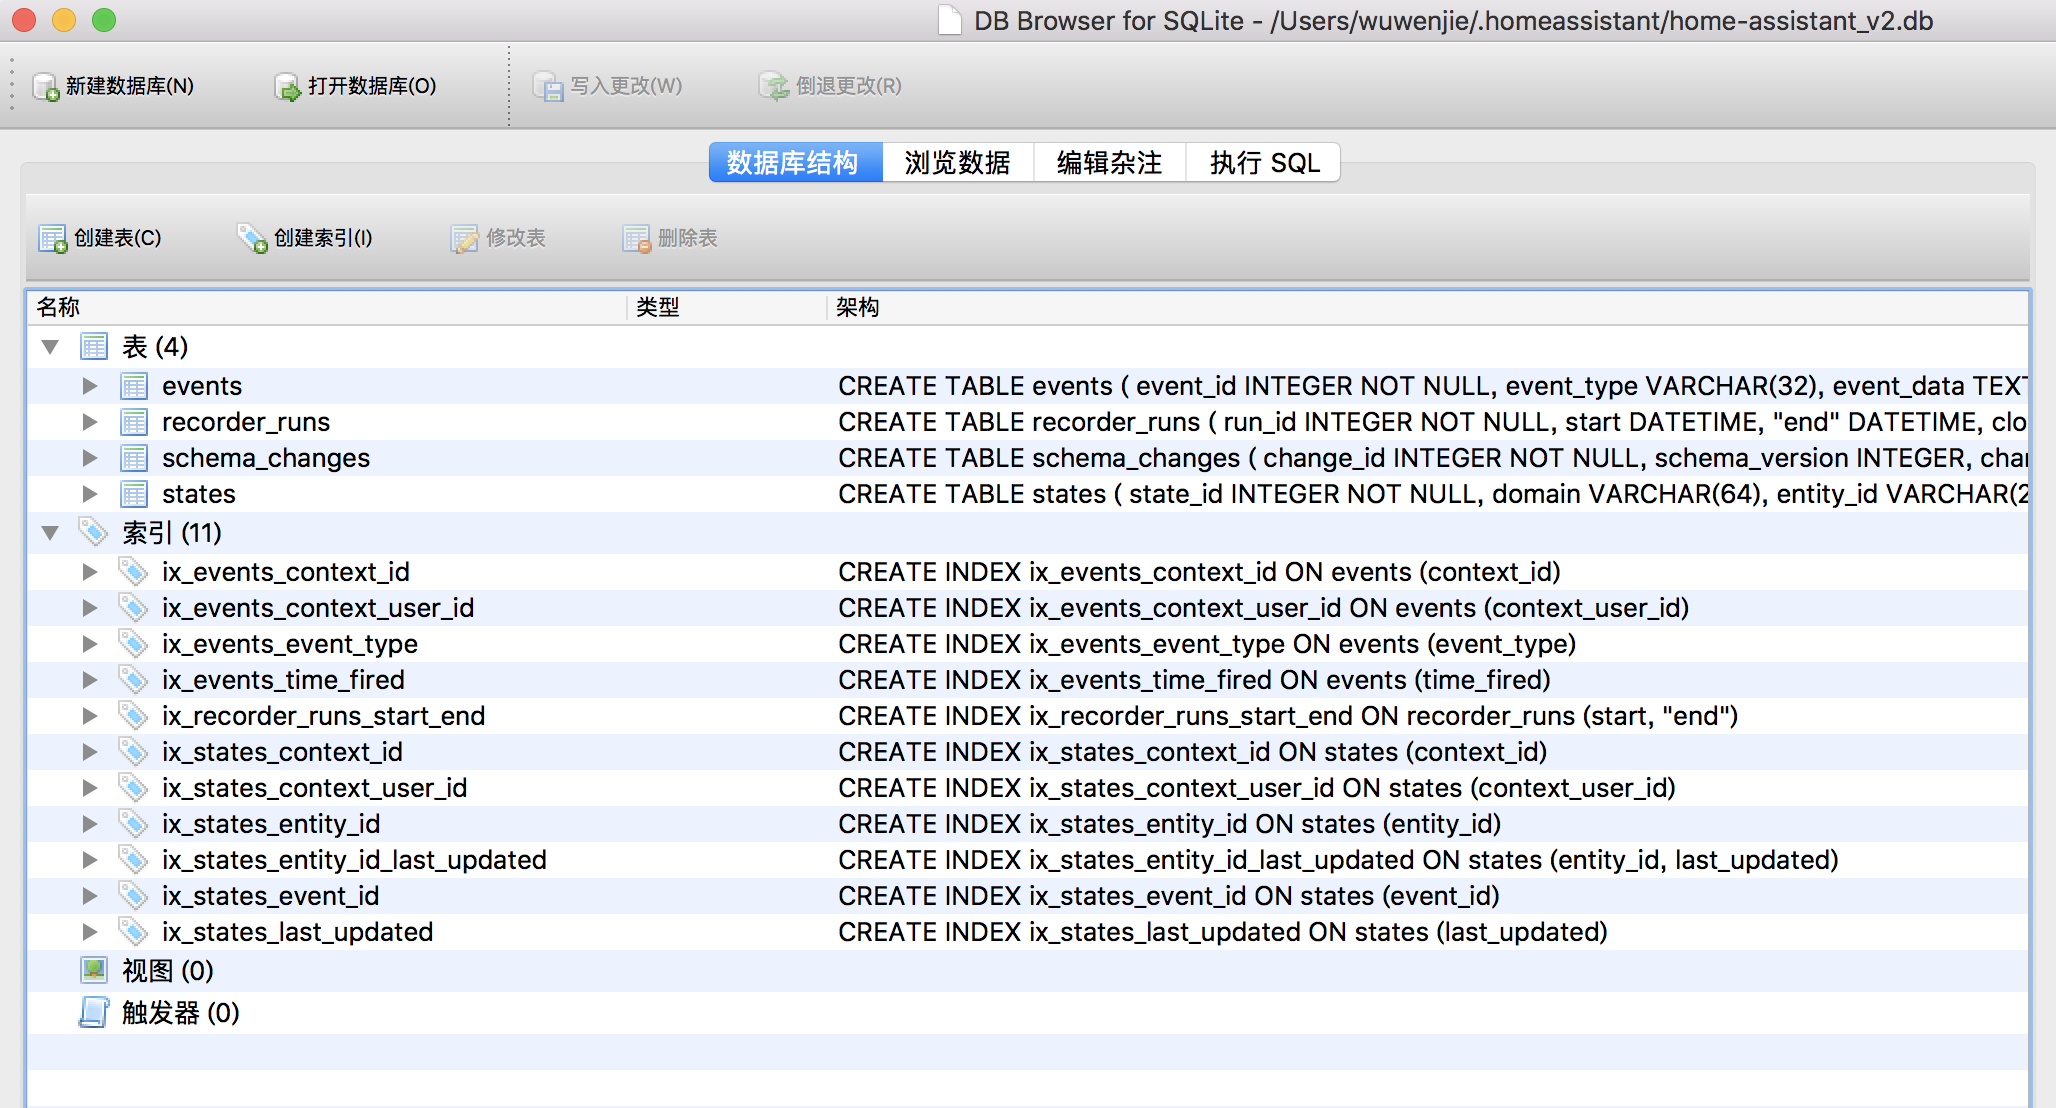 DB Browser for SQLite - /Users/wuwenjie/.homeassistant/home-assistant_v2.db
新建数据库(N) 打开数据库(O) 写入更改(W) 倒退更改(R)
数据库结构 浏览数据 编辑杂注 执行 SQL
创建表(C) 创建索引(I) 修改表 删除表
名称 类型 架构
表 (4)
events CREATE TABLE events ( event_id INTEGER NOT NULL, event_type VARCHAR(32), event_data TEXT
recorder_runs CREATE TABLE recorder_runs ( run_id INTEGER NOT NULL, start DATETIME, "end" DATETIME, clo
schema_changes CREATE TABLE schema_changes ( change_id INTEGER NOT NULL, schema_version INTEGER, chan
states CREATE TABLE states ( state_id INTEGER NOT NULL, domain VARCHAR(64), entity_id VARCHAR(2
索引 (11)
ix_events_context_id CREATE INDEX ix_events_context_id ON events (context_id)
ix_events_context_user_id CREATE INDEX ix_events_context_user_id ON events (context_user_id)
ix_events_event_type CREATE INDEX ix_events_event_type ON events (event_type)
ix_events_time_fired CREATE INDEX ix_events_time_fired ON events (time_fired)
ix_recorder_runs_start_end CREATE INDEX ix_recorder_runs_start_end ON recorder_runs (start, "end")
ix_states_context_id CREATE INDEX ix_states_context_id ON states (context_id)
ix_states_context_user_id CREATE INDEX ix_states_context_user_id ON states (context_user_id)
ix_states_entity_id CREATE INDEX ix_states_entity_id ON states (entity_id)
ix_states_entity_id_last_updated CREATE INDEX ix_states_entity_id_last_updated ON states (entity_id, last_updated)
ix_states_event_id CREATE INDEX ix_states_event_id ON states (event_id)
ix_states_last_updated CREATE INDEX ix_states_last_updated ON states (last_updated)
视图 (0)
触发器 (0)